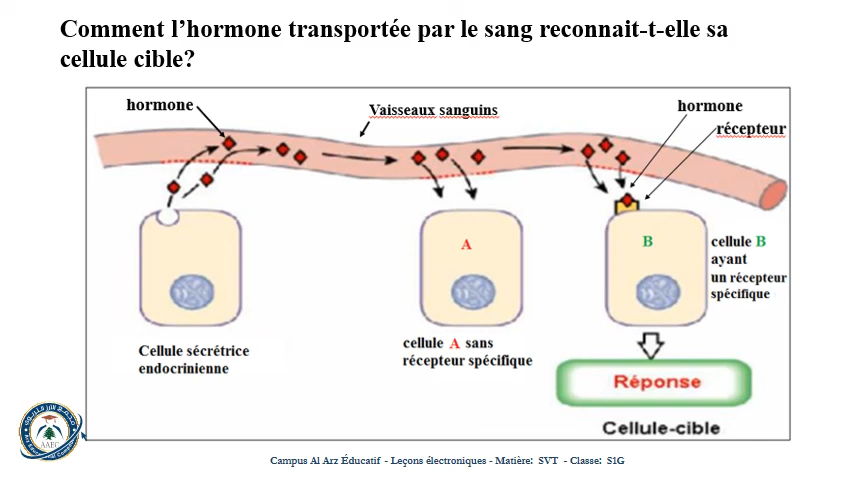 Comment l’hormone transportée par le sang reconnait-t-elle sa
cellule cible?
hormone
Vaisseaux sanguins
hormone
récepteur
A
B
cellule B
ayant
un récepteur
spécifique
Cellule sécrétrice
endocrinienne
cellule A sans
récepteur spécifique
Réponse
Cellule-cible
AAEC
Campus Al Arz Éducatif - Leçons électroniques - Matière: SVT - Classe: S1G